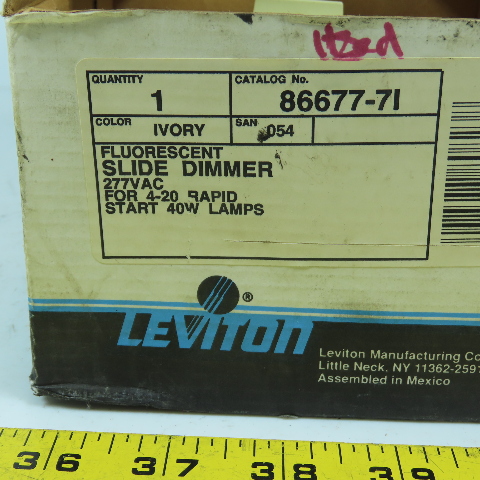 Used
QUANTITY
1
CATALOG No.
86677-7I
COLOR
IVORY
SAN
054
FLUORESCENT
SLIDE DIMMER
277VAC
FOR 4-20 RAPID
START 40W LAMPS
®
LEVITON
Leviton Manufacturing Co
Little Neck, NY 11362-2597
Assembled in Mexico
36 37 38 39